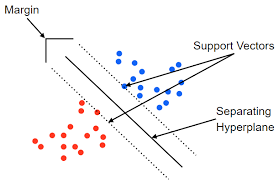 Margin
Support Vectors
Separating
Hyperplane